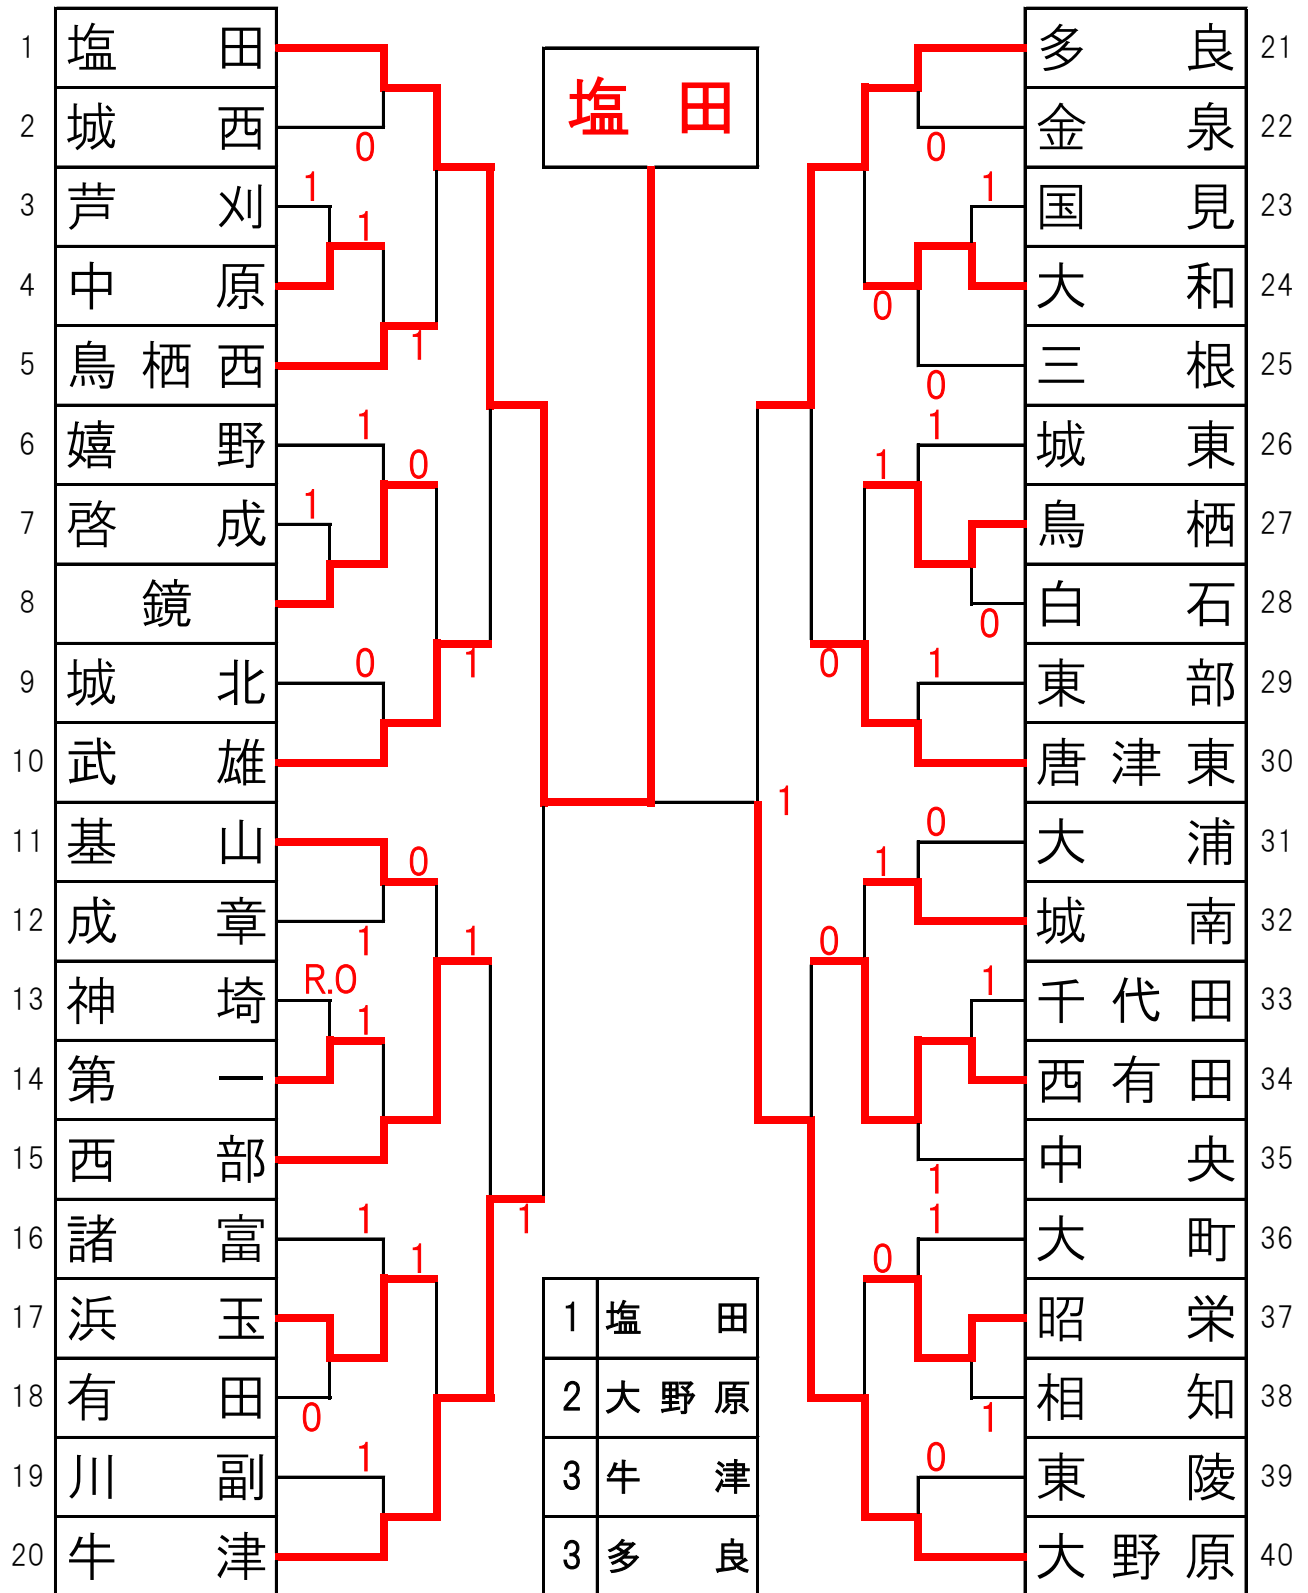 1 塩田
2 城西
0
3 芦刈
1
1
4 中原
5 鳥栖西
1
6 嬉野
1
0
7 啓成
1
8 鏡
9 城北
0
1
10 武雄
11 基山
0
12 成章
1
1
13 神埼
R.0
1
14 第一
15 西部
16 諸富
1
1
1
17 浜玉
18 有田
0
19 川副
1
20 牛津
塩田
1
1 塩田
2 大野原
3 牛津
3 多良
多良 21
金泉 22
0
国見 23
1
大和 24
0
三根 25
0
城東 26
1
1
鳥栖 27
白石 28
0
東部 29
1
0
唐津東 30
大浦 31
0
1
城南 32
0
千代田 33
1
西有田 34
中央 35
1
大町 36
1
0
昭栄 37
相知 38
1
東陵 39
0
大野原 40